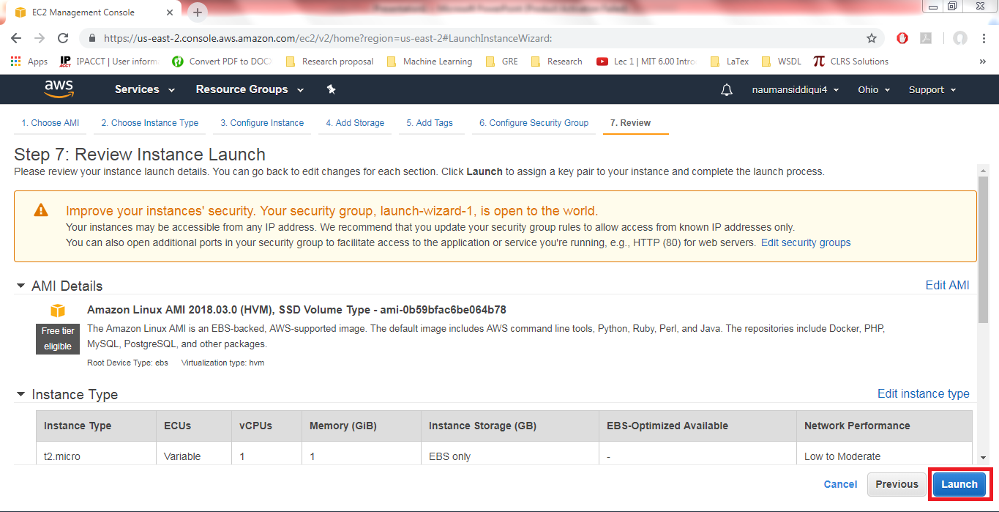 EC2 Management Console
https://us-east-2.console.aws.amazon.com/ec2/v2/home?region=us-east-2#LaunchInstanceWizard:
Apps IPACCT | User inform Convert PDF to DOC Research proposal Machine Learning GRE Research Lec 1 | MIT 6.00 Intro LaTex WSDL CLRS Solutions »
aws Services Resource Groups naumansiddiqui4 Ohio Support
1. Choose AMI 2. Choose Instance Type 3. Configure Instance 4. Add Storage 5. Add Tags 6. Configure Security Group 7. Review
Step 7: Review Instance Launch
Please review your instance launch details. You can go back to edit changes for each section. Click Launch to assign a key pair to your instance and complete the launch process.
Improve your instances' security. Your security group, launch-wizard-1, is open to the world.
Your instances may be accessible from any IP address. We recommend that you update your security group rules to allow access from known IP addresses only.
You can also open additional ports in your security group to facilitate access to the application or service you're running, e.g., HTTP (80) for web servers. Edit security groups
AMI Details Edit AMI
Amazon Linux AMI 2018.03.0 (HVM), SSD Volume Type - ami-0b59bfac6be064b78
Free tier eligible
The Amazon Linux AMI is an EBS-backed, AWS-supported image. The default image includes AWS command line tools, Python, Ruby, Perl, and Java. The repositories include Docker, PHP,
MySQL, PostgreSQL, and other packages.
Root Device Type: ebs Virtualization type: hvm
Instance Type Edit instance type
Instance Type ECUs vCPUs Memory (GiB) Instance Storage (GB) EBS-Optimized Available Network Performance
t2.micro Variable 1 1 EBS only - Low to Moderate
Cancel Previous Launch